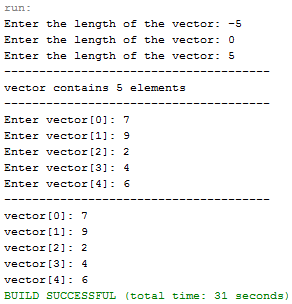 run:
Enter the length of the vector: -5
Enter the length of the vector: 0
Enter the length of the vector: 5
--------------------------------------
vector contains 5 elements
--------------------------------------
Enter vector[0]: 7
Enter vector[1]: 9
Enter vector[2]: 2
Enter vector[3]: 4
Enter vector[4]: 6
--------------------------------------
vector[0]: 7
vector[1]: 9
vector[2]: 2
vector[3]: 4
vector[4]: 6
BUILD SUCCESSFUL (total time: 31 seconds)